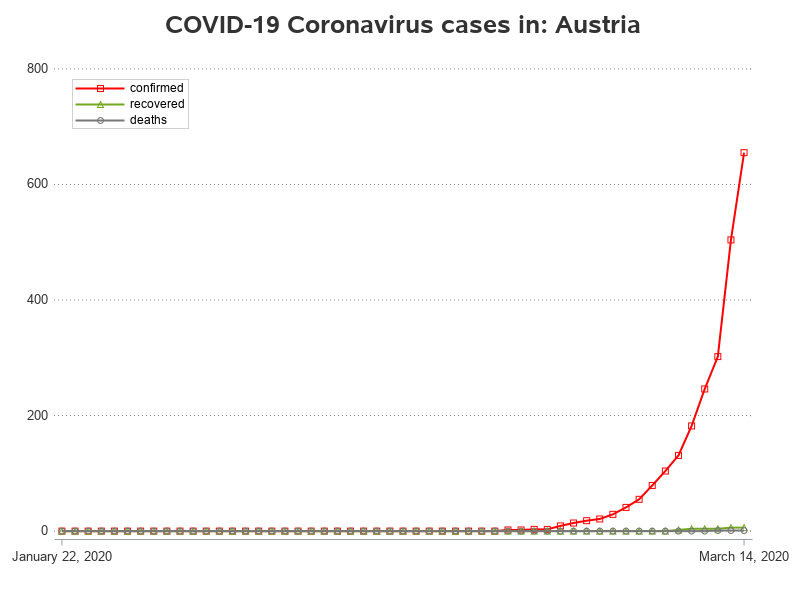 COVID-19 Coronavirus cases in: Austria
800
confirmed
recovered
deaths
600
400
200
0
January 22, 2020 March 14, 2020